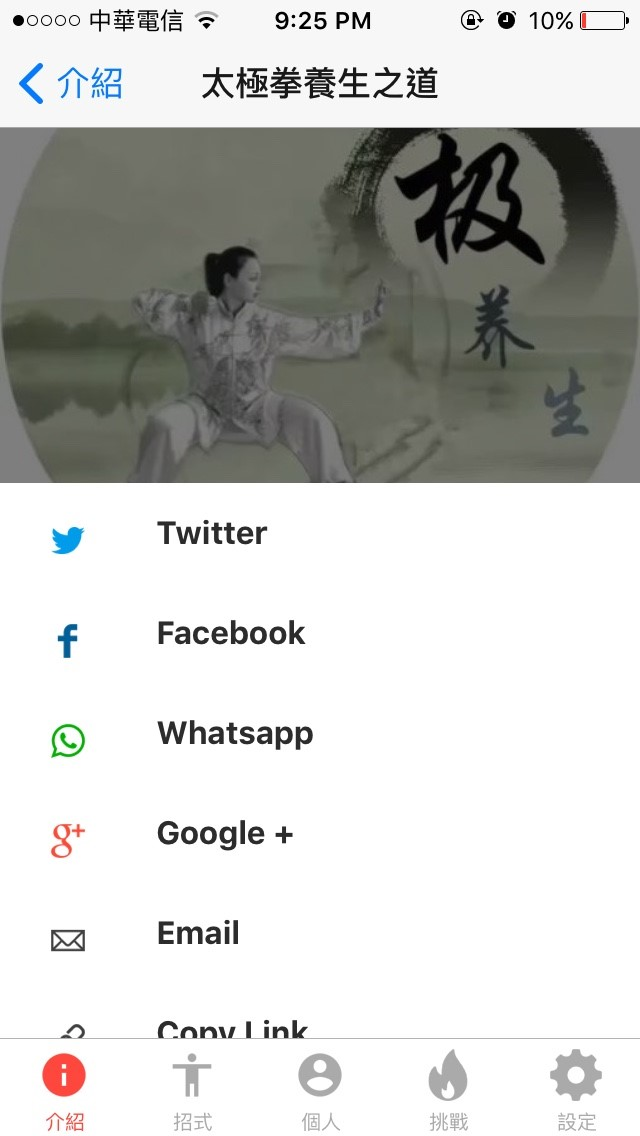 中華電信
9:25 PM
10%
介紹
太極拳養生之道
极
养
生
Twitter
Facebook
Whatsapp
Google +
Email
Copy Link
介紹
招式
個人
挑戰
設定